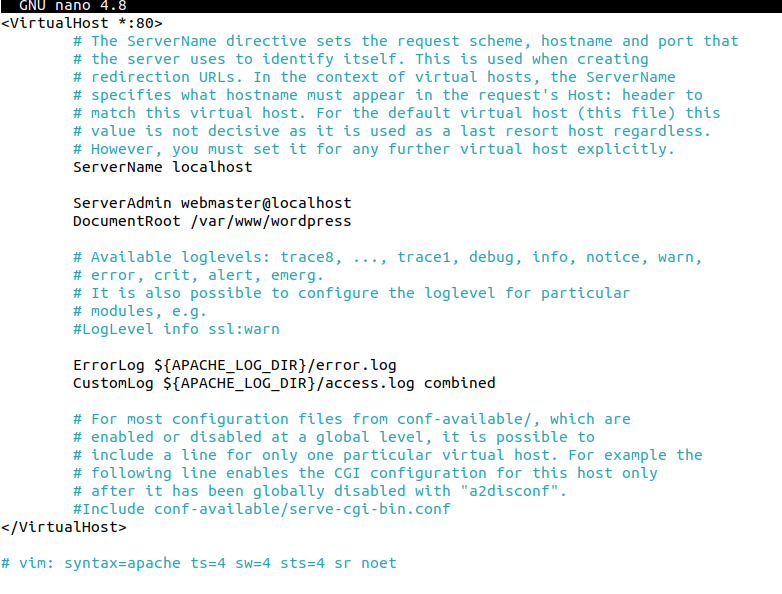 GNU nano 4.8
<VirtualHost *:80>
# The ServerName directive sets the request scheme, hostname and port that
# the server uses to identify itself. This is used when creating
# redirection URLs. In the context of virtual hosts, the ServerName
# specifies what hostname must appear in the request's Host: header to
# match this virtual host. For the default virtual host (this file) this
# value is not decisive as it is used as a last resort host regardless.
# However, you must set it for any further virtual host explicitly.
ServerName localhost
ServerAdmin webmaster@localhost
DocumentRoot /var/www/wordpress
# Available loglevels: trace8, ..., trace1, debug, info, notice, warn,
# error, crit, alert, emerg.
# It is also possible to configure the loglevel for particular
# modules, e.g.
#LogLevel info ssl:warn
ErrorLog ${APACHE_LOG_DIR}/error.log
CustomLog ${APACHE_LOG_DIR}/access.log combined
# For most configuration files from conf-available/, which are
# enabled or disabled at a global level, it is possible to
# include a line for only one particular virtual host. For example the
# following line enables the CGI configuration for this host only
# after it has been globally disabled with "a2disconf".
#Include conf-available/serve-cgi-bin.conf
</VirtualHost>
# vim: syntax=apache ts=4 sw=4 sts=4 sr noet